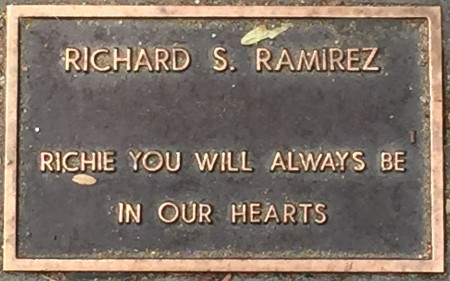 RICHARD S. RAMIREZ
RICHIE YOU WILL ALWAYS BE
IN OUR HEARTS